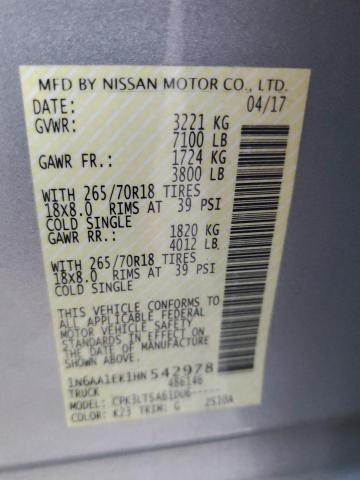 MFD BY NISSAN MOTOR CO., LTD.
DATE: 04/17
GVWR: 3221 KG
7100 LB
GAWR FR.: 1724 KG
3800 LB
WITH 265/70R18 TIRES
18x8.0 RIMS AT 39 PSI
COLD SINGLE
GAWR RR.: 1820 KG
4012 LB
WITH 265/70R18 TIRES
18x8.0 RIMS AT 39 PSI
COLD SINGLE
THIS VEHICLE CONFORMS TO
ALL APPLICABLE FEDERAL
MOTOR VEHICLE SAFETY
STANDARDS IN EFFECT ON
THE DATE OF MANUFACTURE
SHOWN ABOVE.
1N6AA1EK1HN 542978
TRUCK 486146
MODEL: CPK3LTSA61DU6
COLOR: K23 TRIM: G 2S10A